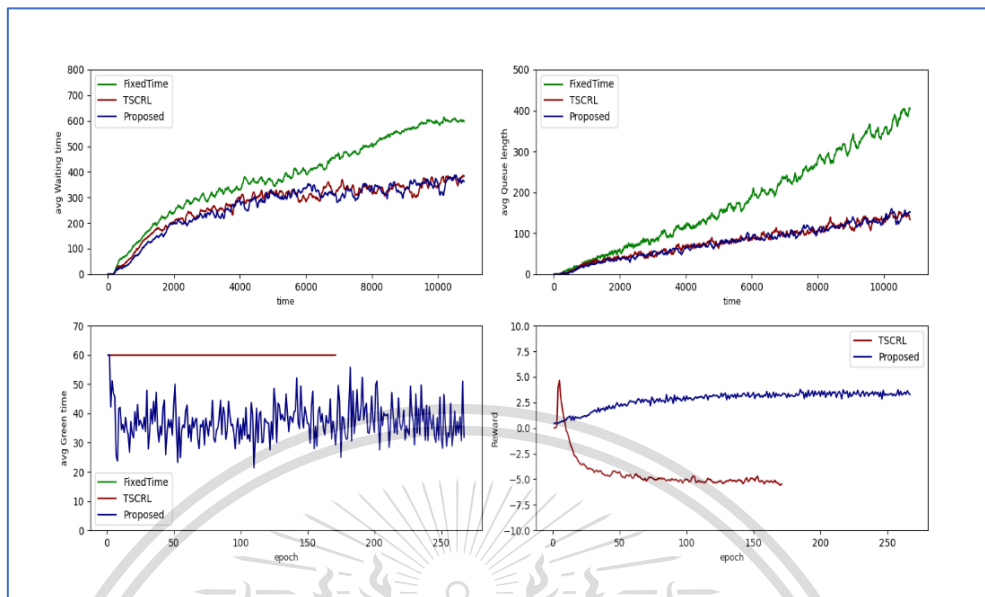 800
700
600
500
400
300
200
100
0
avg Waiting time
FixedTime
TSCRL
Proposed
0 2000 4000 6000 8000 10000
time
500
400
300
200
100
0
avg Queue length
FixedTime
TSCRL
Proposed
0 2000 4000 6000 8000 10000
time
70
60
50
40
30
20
10
0
avg Green time
FixedTime
TSCRL
Proposed
0 50 100 150 200 250
epoch
10.0
7.5
5.0
2.5
0.0
−2.5
−5.0
−7.5
−10.0
Reward
TSCRL
Proposed
0 50 100 150 200 250
epoch